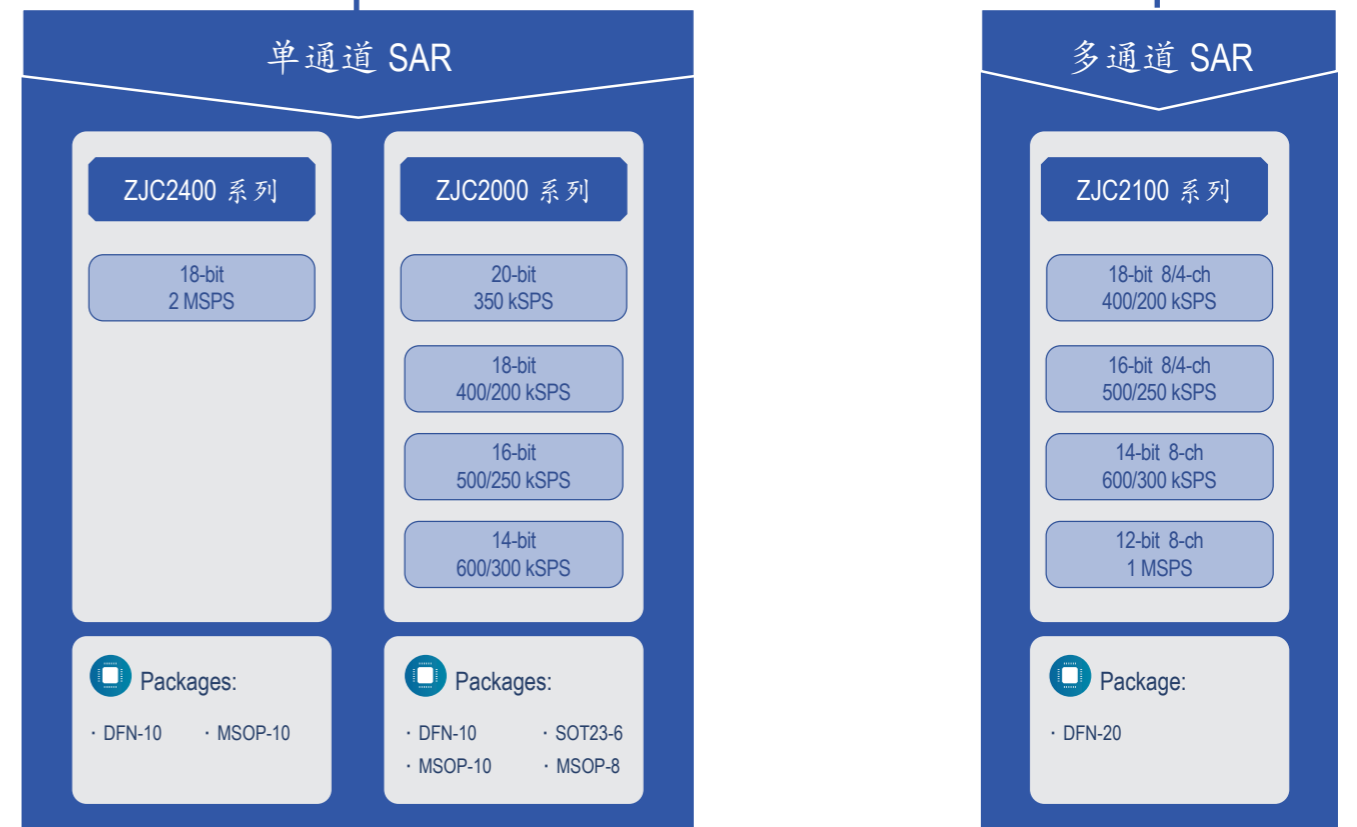 单通道 SAR
ZJC2400 系列
18-bit
2 MSPS
Packages:
· DFN-10
· MSOP-10
ZJC2000 系列
20-bit
350 kSPS
18-bit
400/200 kSPS
16-bit
500/250 kSPS
14-bit
600/300 kSPS
Packages:
· DFN-10
· SOT23-6
· MSOP-10
· MSOP-8
多通道 SAR
ZJC2100 系列
18-bit 8/4-ch
400/200 kSPS
16-bit 8/4-ch
500/250 kSPS
14-bit 8-ch
600/300 kSPS
12-bit 8-ch
1 MSPS
Package:
· DFN-20